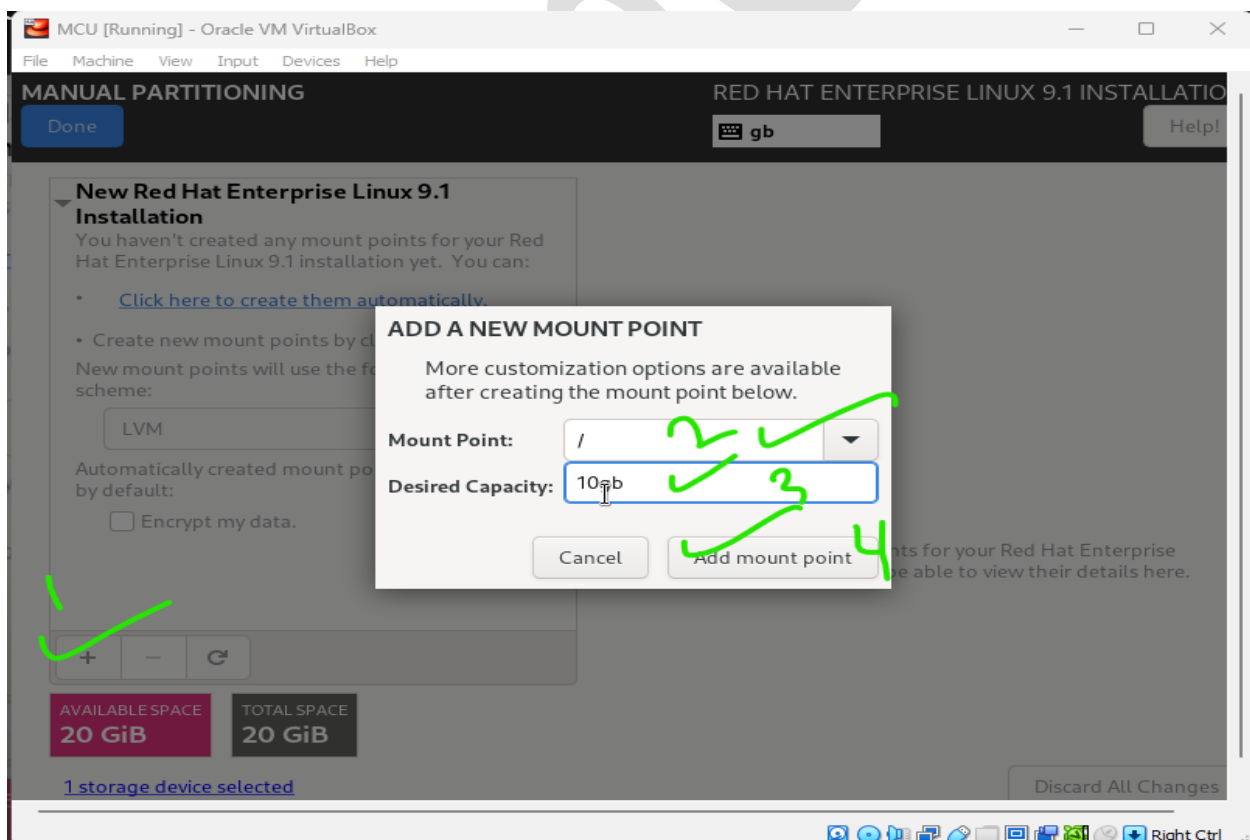 MCU [Running] - Oracle VM VirtualBox
File Machine View Input Devices Help
MANUAL PARTITIONING
RED HAT ENTERPRISE LINUX 9.1 INSTALLATIO
Done
gb
Help!
New Red Hat Enterprise Linux 9.1
Installation
You haven't created any mount points for your Red
Hat Enterprise Linux 9.1 installation yet. You can:
• Click here to create them automatically.
• Create new mount points by cl
New mount points will use the fo
scheme:
LVM
Automatically created mount po
by default:
Encrypt my data.
1
+ −
AVAILABLE SPACE
20 GiB
TOTAL SPACE
20 GiB
1 storage device selected
ADD A NEW MOUNT POINT
More customization options are available
after creating the mount point below.
Mount Point: / 2
Desired Capacity: 10gb 3
Cancel Add mount point 4
nts for your Red Hat Enterprise
be able to view their details here.
Discard All Changes
Right Ctrl